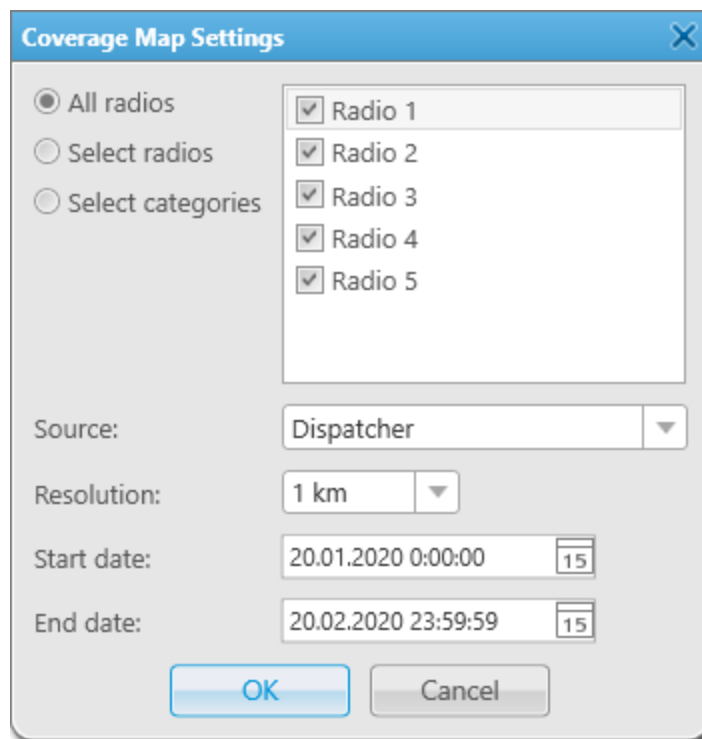 Coverage Map Settings
All radios
Select radios
Select categories
Radio 1
Radio 2
Radio 3
Radio 4
Radio 5
Source:
Dispatcher
Resolution:
1 km
Start date:
20.01.2020 0:00:00
15
End date:
20.02.2020 23:59:59
15
OK
Cancel